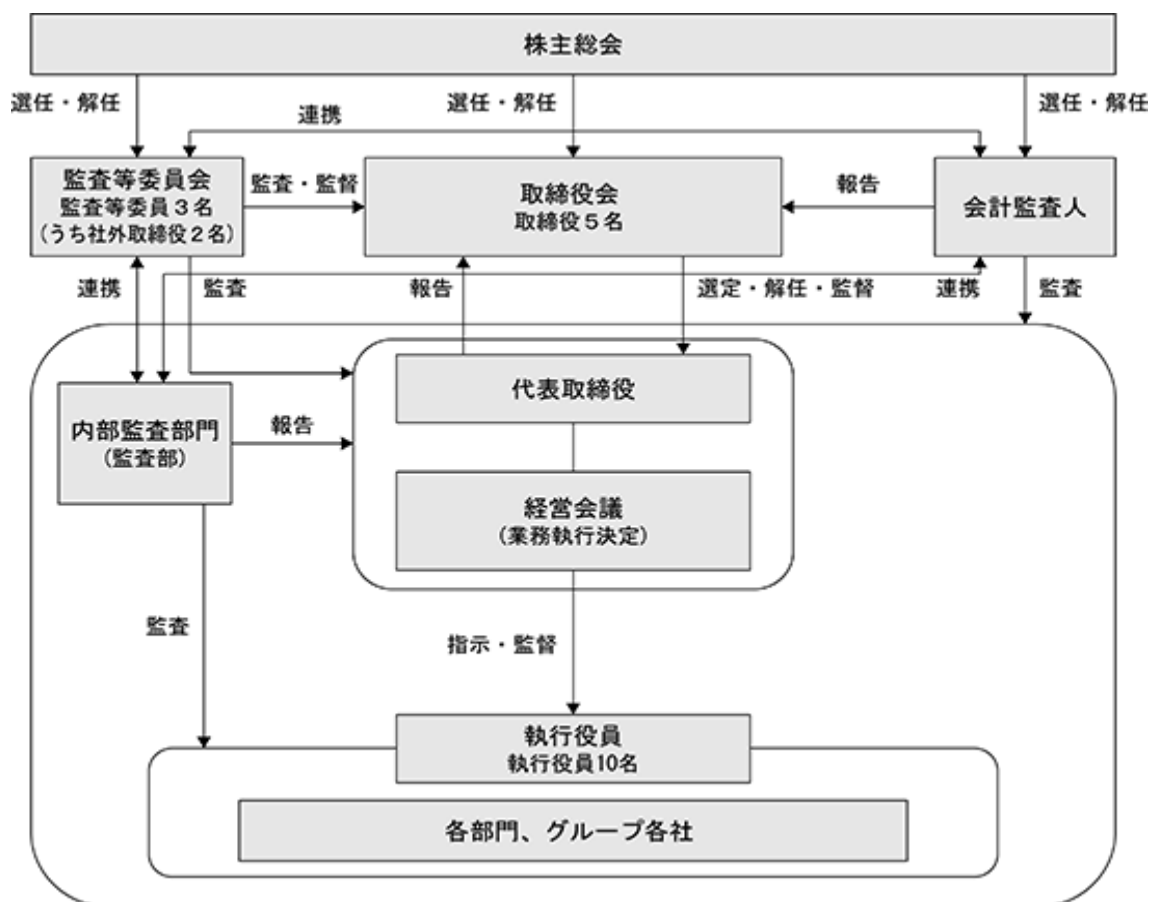 株主総会
選任・解任
選任・解任
選任・解任
連携
監査等委員会
監査等委員3名
(うち社外取締役2名)
監査・監督
取締役会
取締役5名
報告
会計監査人
連携
監査
報告
選定・解任・監督
連携
監査
代表取締役
内部監査部門
(監査部)
報告
経営会議
(業務執行決定)
監査
指示・監督
執行役員
執行役員10名
各部門、グループ各社